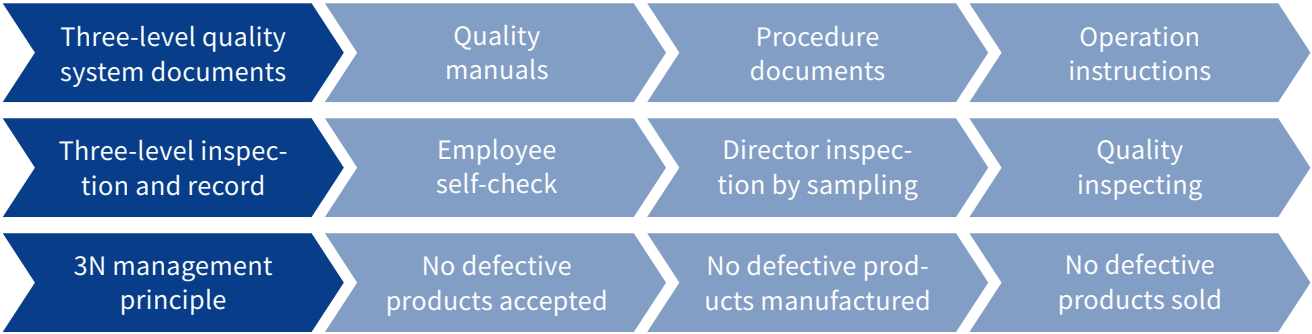 Three-level quality
system documents
Quality
manuals
Procedure
documents
Operation
instructions
Three-level inspec-
tion and record
Employee
self-check
Director inspec-
tion by sampling
Quality
inspecting
3N management
principle
No defective
products accepted
No defective prod-
ucts manufactured
No defective
products sold